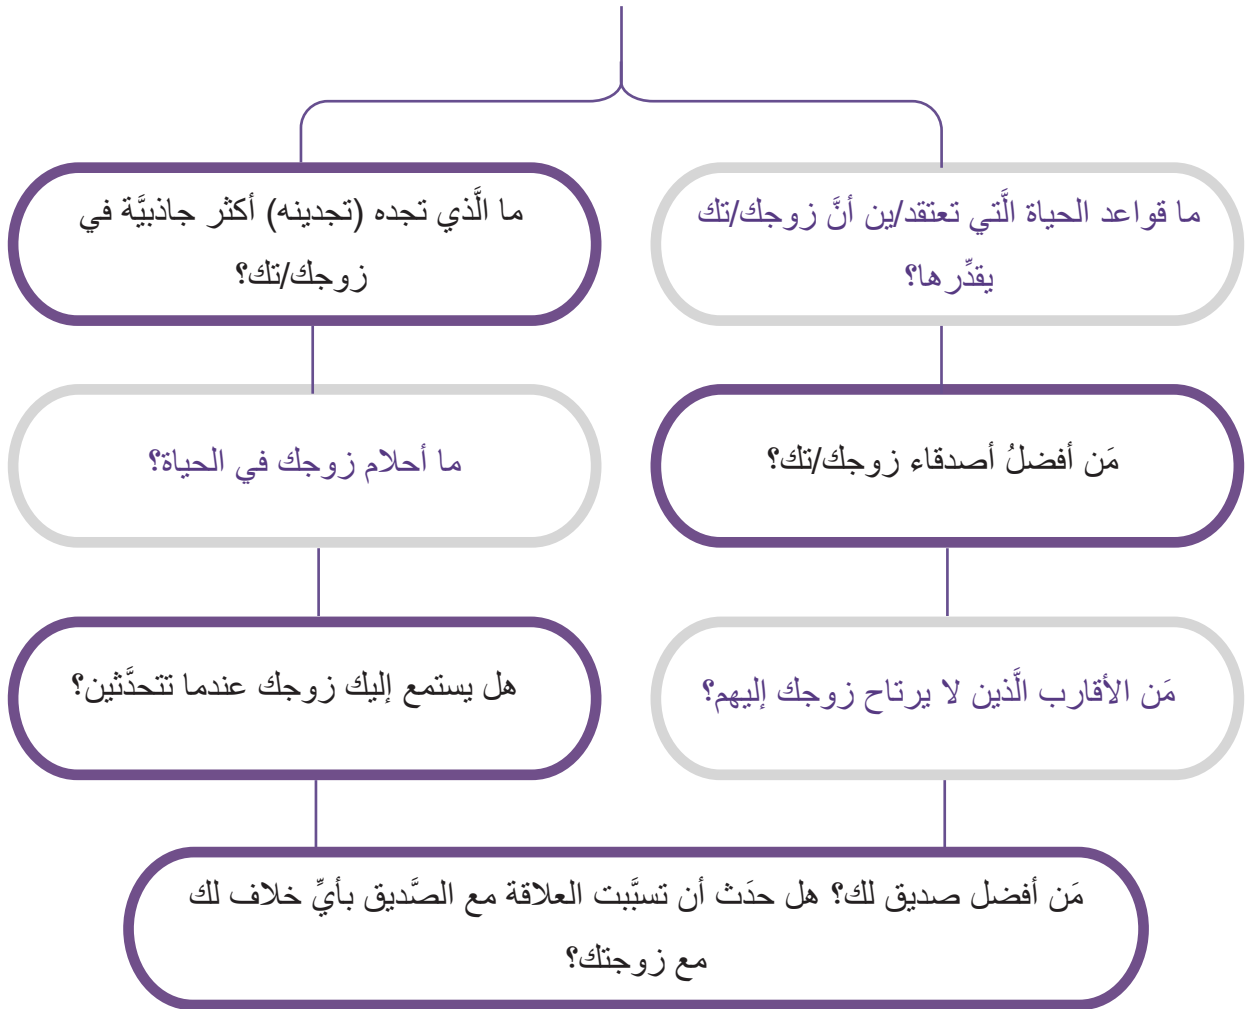 ما قواعد الحياة الَّتي تعتقد/ين أنَّ زوجك/تك
يقدِّرها؟
ما الَّذي تجده (تجدينه) أكثر جاذبيَّة في
زوجك/تك؟
مَن أفضلُ أصدقاء زوجك/تك؟
ما أحلام زوجك في الحياة؟
مَن الأقارب الَّذين لا يرتاح زوجك إليهم؟
هل يستمع إليك زوجك عندما تتحدَّثين؟
مَن أفضل صديق لك؟ هل حدَث أن تسبَّبت العلاقة مع الصَّديق بأيِّ خلاف لك
مع زوجتك؟